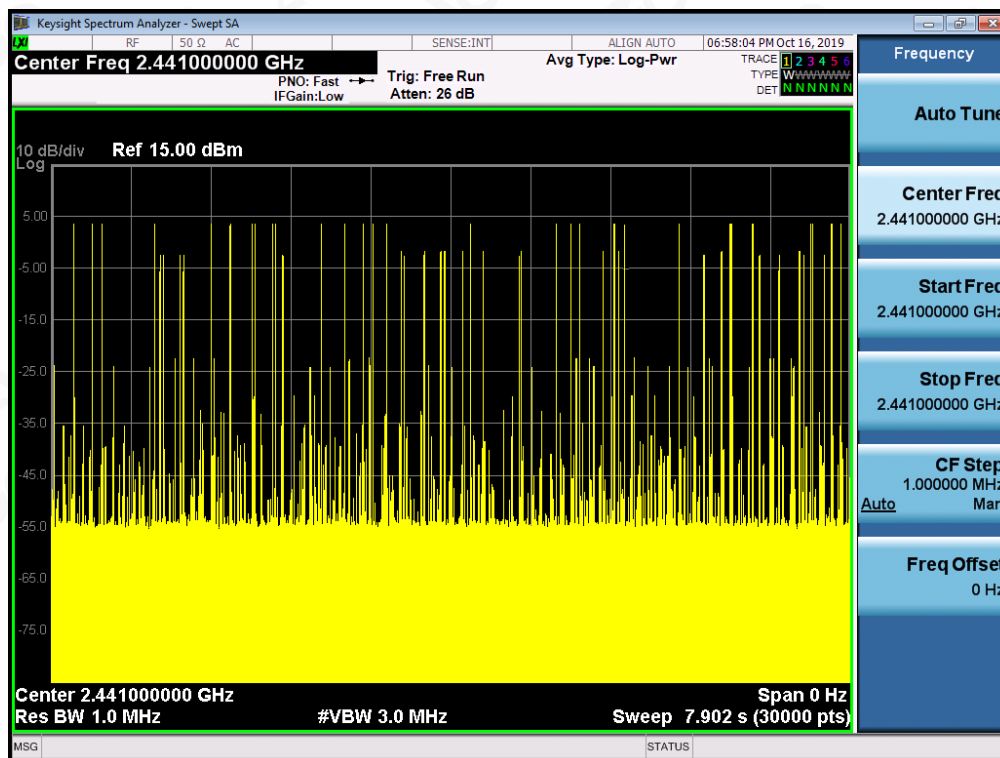 Keysight Spectrum Analyzer - Swept SA
LXI RF 50 Ω AC SENSE:INT ALIGN AUTO 06:58:04 PM Oct 16, 2019
Center Freq 2.441000000 GHz Avg Type: Log-Pwr TRACE 1 2 3 4 5 6
PNO: Fast Trig: Free Run TYPE WWWWWW
IFGain:Low Atten: 26 dB DET N N N N N N
10 dB/div Ref 15.00 dBm
Log
5.00
-5.00
-15.0
-25.0
-35.0
-45.0
-55.0
-65.0
-75.0
Center 2.441000000 GHz Span 0 Hz
Res BW 1.0 MHz #VBW 3.0 MHz Sweep 7.902 s (30000 pts)
MSG STATUS
Frequency
Auto Tune
Center Freq
2.441000000 GHz
Start Freq
2.441000000 GHz
Stop Freq
2.441000000 GHz
CF Step
1.000000 MHz
Auto Man
Freq Offset
0 Hz